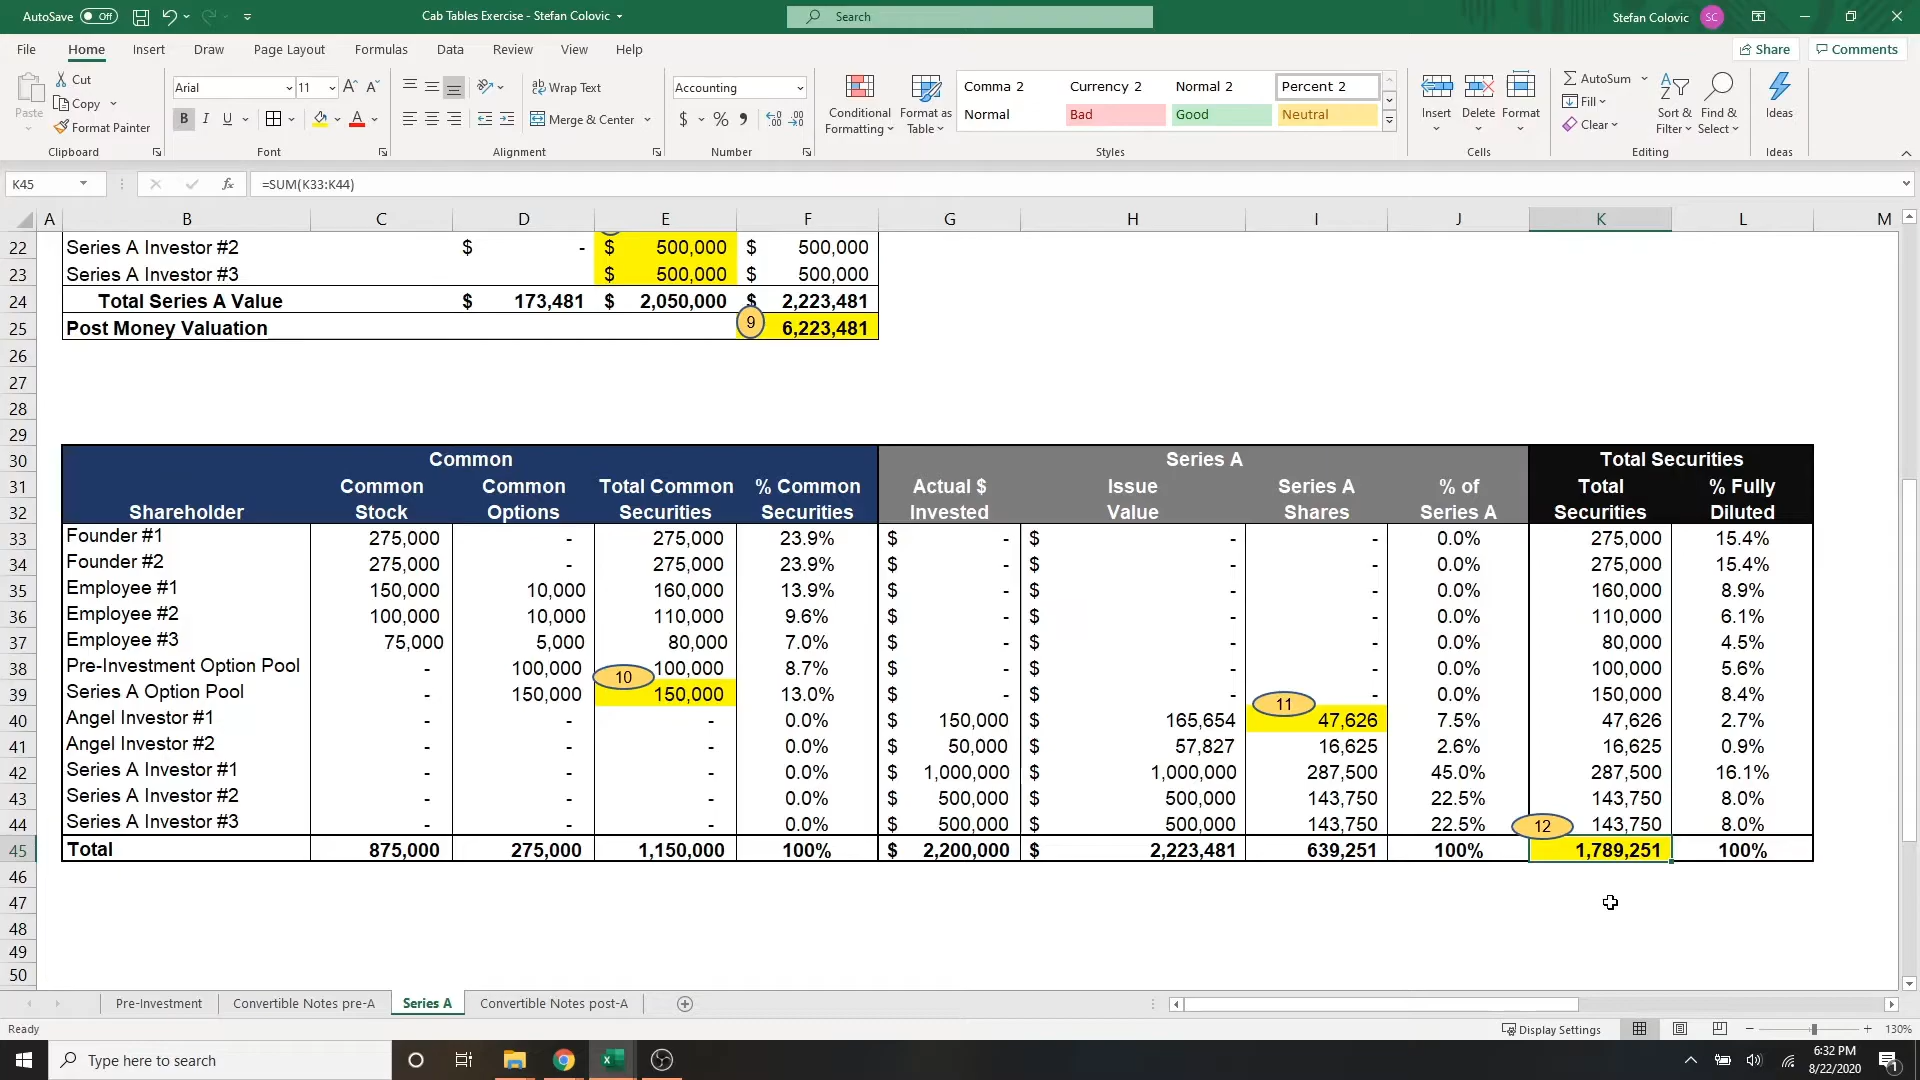 AutoSave Off Cab Tables Exercise - Stefan Colovic Search Stefan Colovic SC
File Home Insert Draw Page Layout Formulas Data Review View Help Share Comments
Paste Cut Copy Format Painter Clipboard
Arial 11 A A B I U A Font
Wrap Text Merge & Center Alignment
Accounting $ % Number
Conditional Formatting Format as Table
Comma 2 Currency 2 Normal 2 Percent 2
Normal Bad Good Neutral
Styles
Insert Delete Format Cells
AutoSum Fill Clear Sort & Filter Find & Select Editing
Ideas Ideas
K45 fx =SUM(K33:K44)
A B C D E F G H I J K L M
22 Series A Investor #2 $ - $ 500,000 $ 500,000
23 Series A Investor #3 $ 500,000 $ 500,000
24 Total Series A Value $ 173,481 $ 2,050,000 $ 2,223,481
25 Post Money Valuation 9 6,223,481
26
27
28
29
30 Common Series A Total Securities
31 Common Common Total Common % Common Actual $ Issue Series A % of Total % Fully
32 Shareholder Stock Options Securities Securities Invested Value Shares Series A Securities Diluted
33 Founder #1 275,000 - 275,000 23.9% $ - $ - - 0.0% 275,000 15.4%
34 Founder #2 275,000 - 275,000 23.9% $ - $ - - 0.0% 275,000 15.4%
35 Employee #1 150,000 10,000 160,000 13.9% $ - $ - - 0.0% 160,000 8.9%
36 Employee #2 100,000 10,000 110,000 9.6% $ - $ - - 0.0% 110,000 6.1%
37 Employee #3 75,000 5,000 80,000 7.0% $ - $ - - 0.0% 80,000 4.5%
38 Pre-Investment Option Pool - 100,000 10 100,000 8.7% $ - $ - - 0.0% 100,000 5.6%
39 Series A Option Pool - 150,000 150,000 13.0% $ - $ - 11 - 0.0% 150,000 8.4%
40 Angel Investor #1 - - - 0.0% $ 150,000 $ 165,654 47,626 7.5% 47,626 2.7%
41 Angel Investor #2 - - - 0.0% $ 50,000 $ 57,827 16,625 2.6% 16,625 0.9%
42 Series A Investor #1 - - - 0.0% $ 1,000,000 $ 1,000,000 287,500 45.0% 287,500 16.1%
43 Series A Investor #2 - - - 0.0% $ 500,000 $ 500,000 143,750 22.5% 143,750 8.0%
44 Series A Investor #3 - - - 0.0% $ 500,000 $ 500,000 143,750 22.5% 12 143,750 8.0%
45 Total 875,000 275,000 1,150,000 100% $ 2,200,000 $ 2,223,481 639,251 100% 1,789,251 100%
46
47
48
49
50
Pre-Investment Convertible Notes pre-A Series A Convertible Notes post-A
Ready Display Settings 130%
Type here to search 6:32 PM
8/22/2020 1